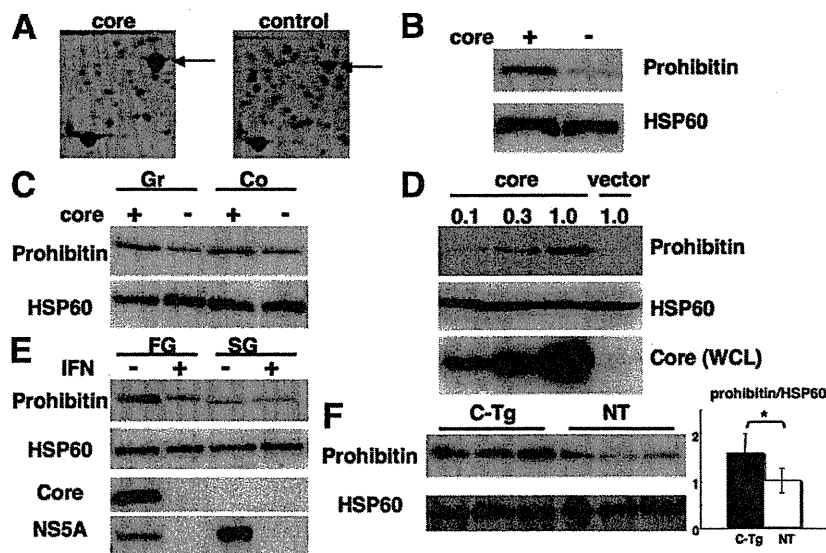 A
core
control
B
core + -
Prohibitin
HSP60
C
Gr Co
core + - + -
Prohibitin
HSP60
D
core vector
0.1 0.3 1.0 1.0
Prohibitin
HSP60
Core (WCL)
E
FG SG
IFN - + - +
Prohibitin
HSP60
Core
NS5A
F
C-Tg NT
Prohibitin
HSP60
prohibitin/HSP60
*
2
1
0
C-Tg NT